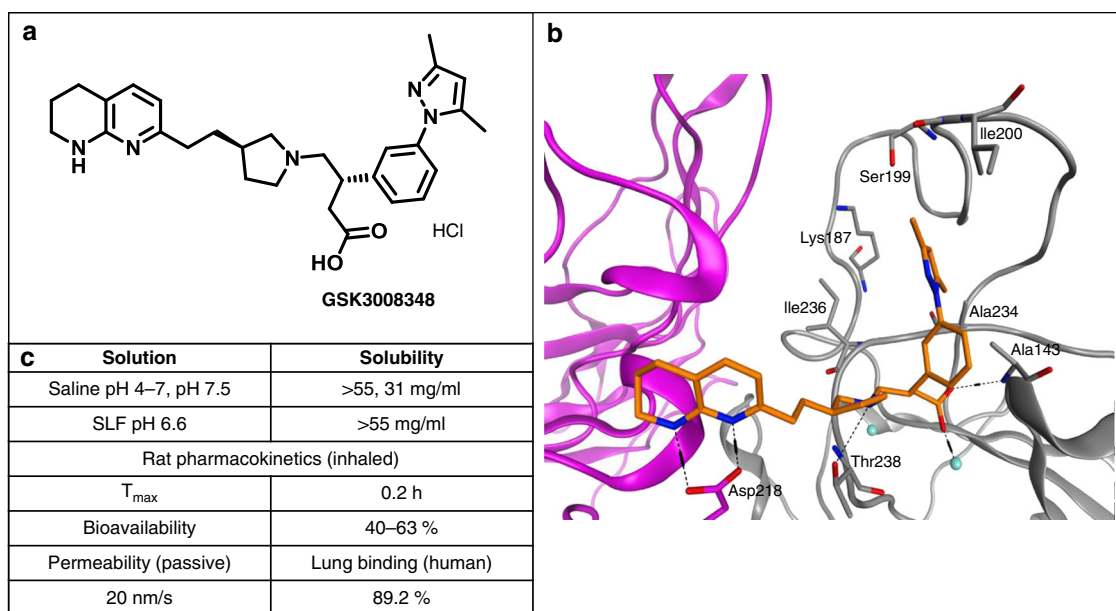 a
N
H
N
N
N
N
O
HO
HCl
GSK3008348
b
Ile200
Ser199
Lys187
Ile236
Ala234
Ala143
Thr238
Asp218
c
Solution Solubility
Saline pH 4–7, pH 7.5 >55, 31 mg/ml
SLF pH 6.6 >55 mg/ml
Rat pharmacokinetics (inhaled)
Tmax 0.2 h
Bioavailability 40–63 %
Permeability (passive) Lung binding (human)
20 nm/s 89.2 %